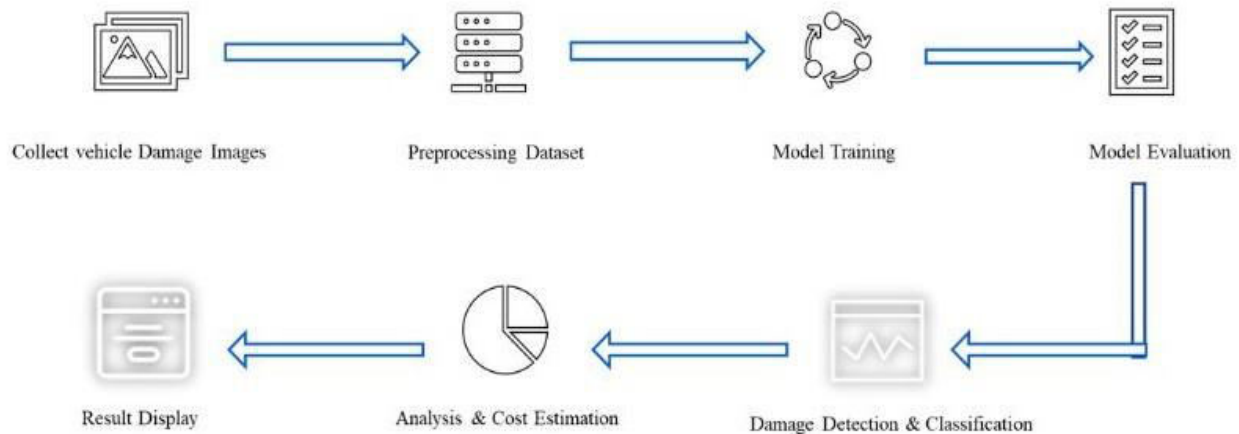 Collect vehicle Damage Images
Preprocessing Dataset
Model Training
Model Evaluation
Damage Detection & Classification
Analysis & Cost Estimation
Result Display